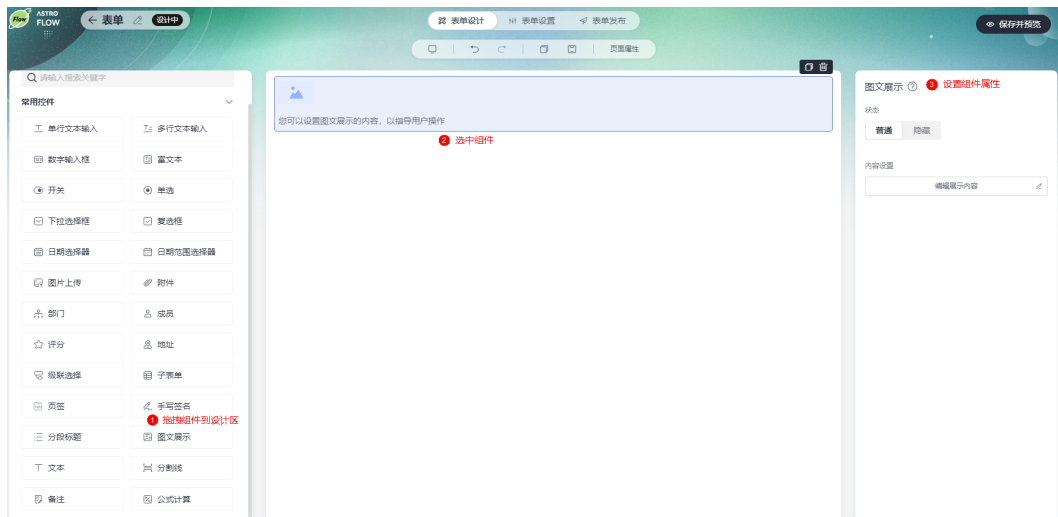 Flow ASTRO FLOW
表单 设计中
表单设计 表单设置 表单发布
保存并预览
页面属性
请输入搜索关键字
常用控件
单行文本输入 多行文本输入
数字输入框 富文本
开关 单选
下拉选择框 复选框
日期选择器 日期范围选择器
图片上传 附件
部门 成员
评分 地址
级联选择 子表单
页签 手写签名
1 拖拽组件到设计区
分段标题 图文展示
文本 分割线
备注 公式计算
您可以设置图文展示的内容，以指导用户操作
2 选中组件
图文展示 3 设置组件属性
状态
普通 隐藏
内容设置
编辑展示内容